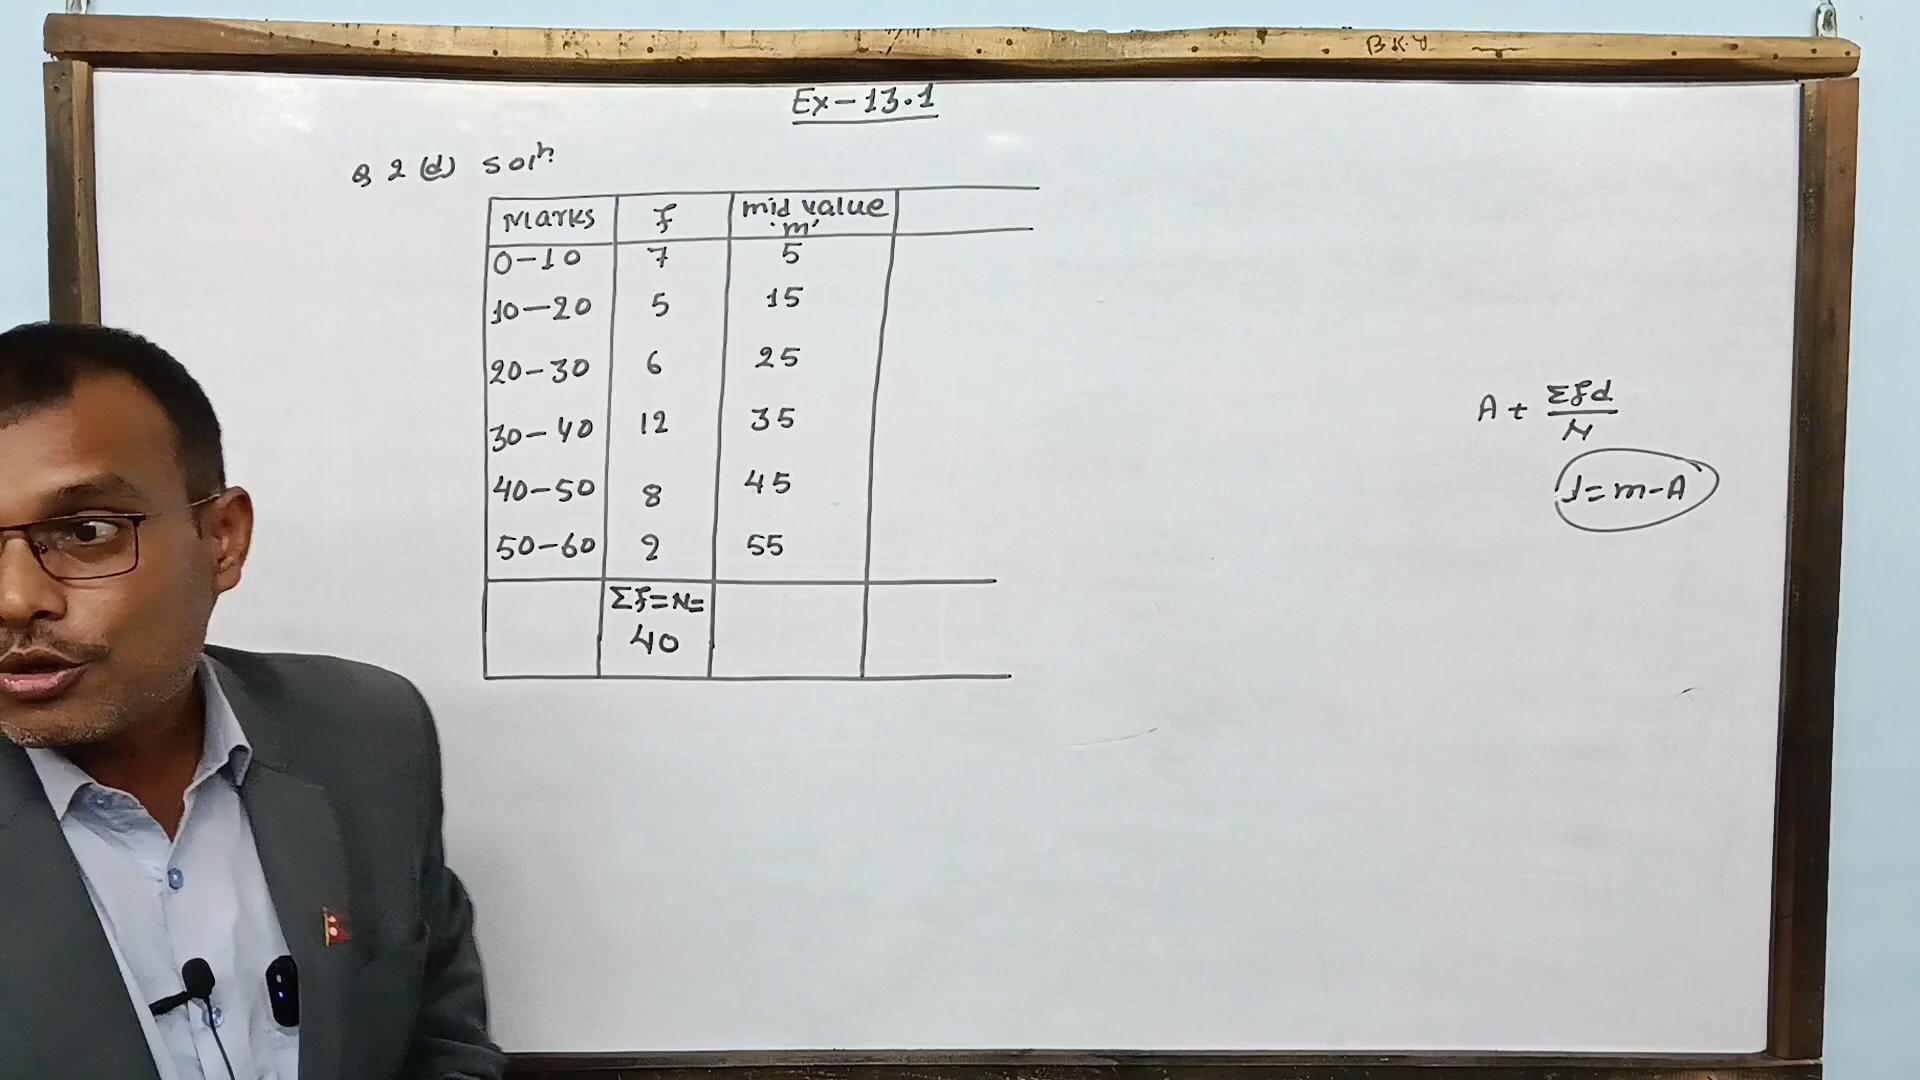 B.K.Y
Ex-13.1
Q 2 (d) Solⁿ
Marks f mid value 'm'
0-10 7 5
10-20 5 15
20-30 6 25
30-40 12 35
40-50 8 45
50-60 2 55
Σf=N= 40
A + Σfd/N
d=m-A